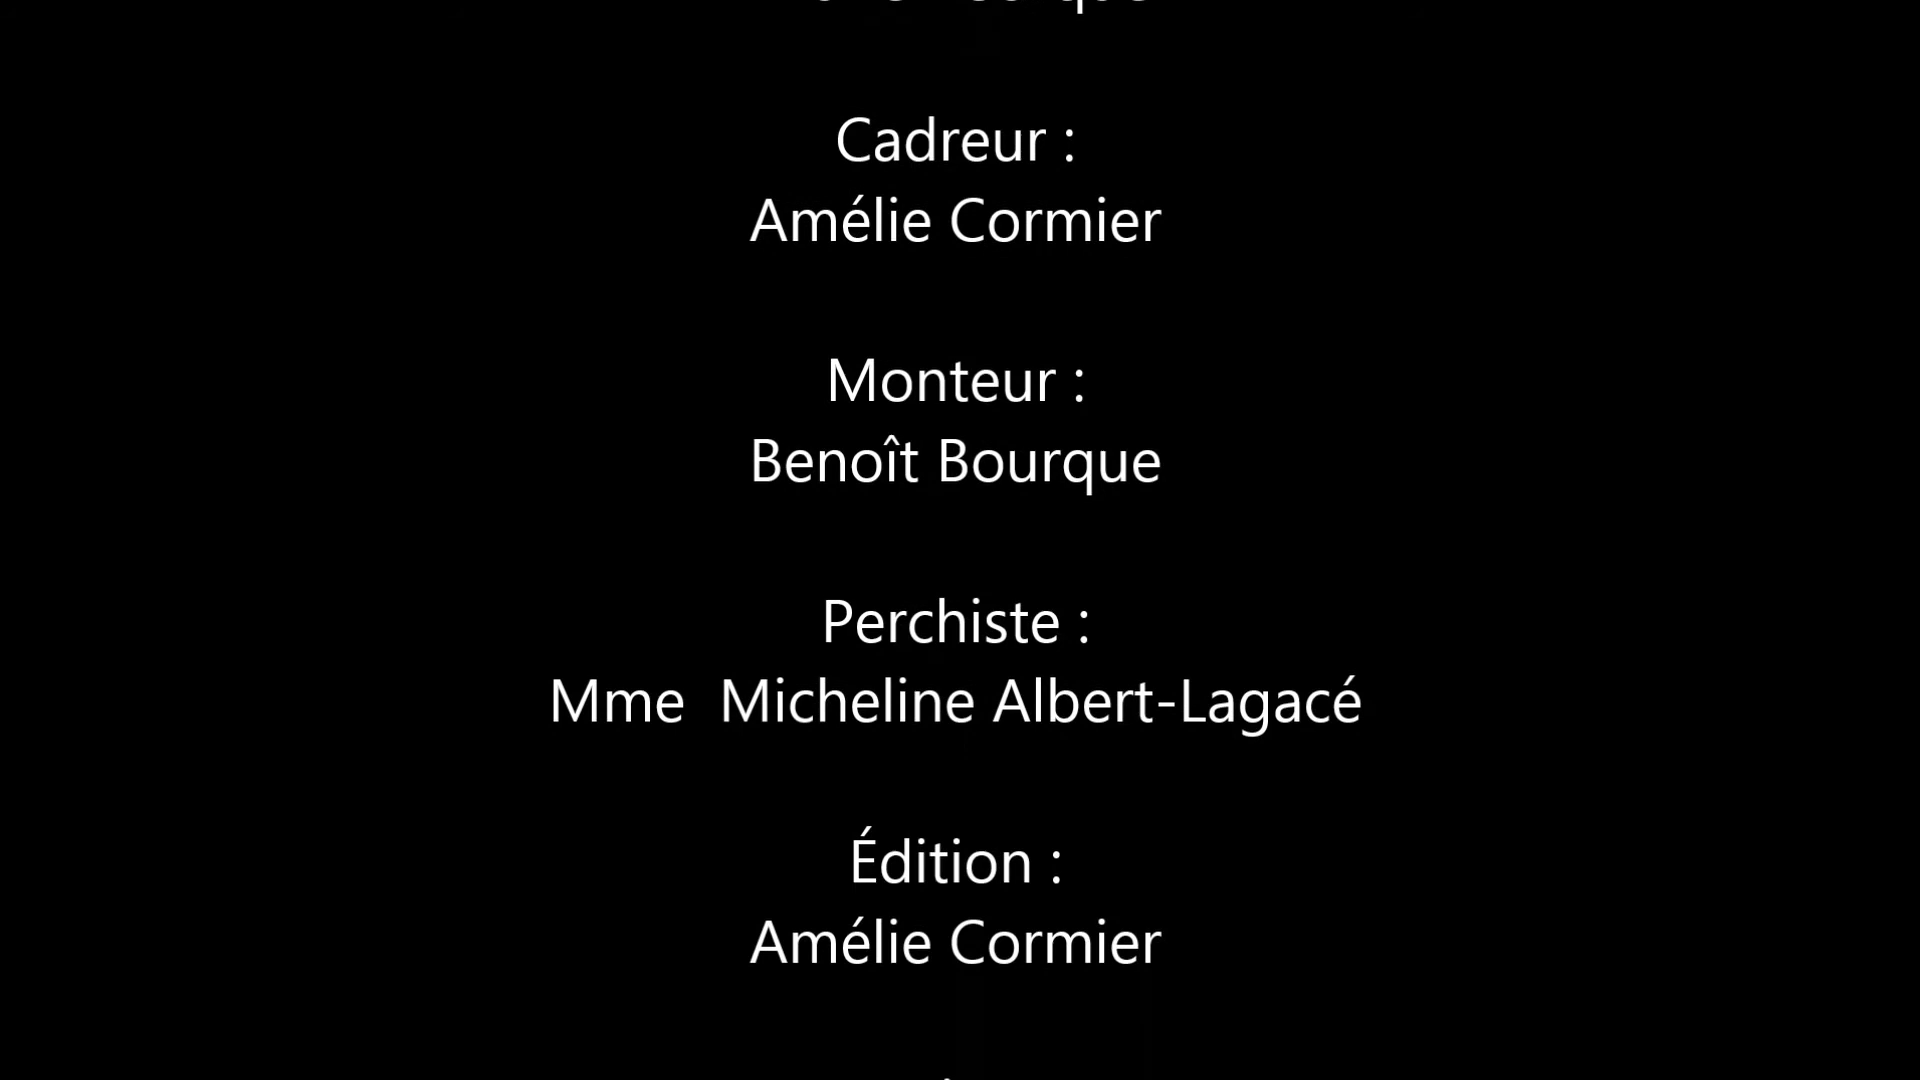 Cadreur :
Amélie Cormier
Monteur :
Benoît Bourque
Perchiste :
Mme  Micheline Albert-Lagacé
Édition :
Amélie Cormier